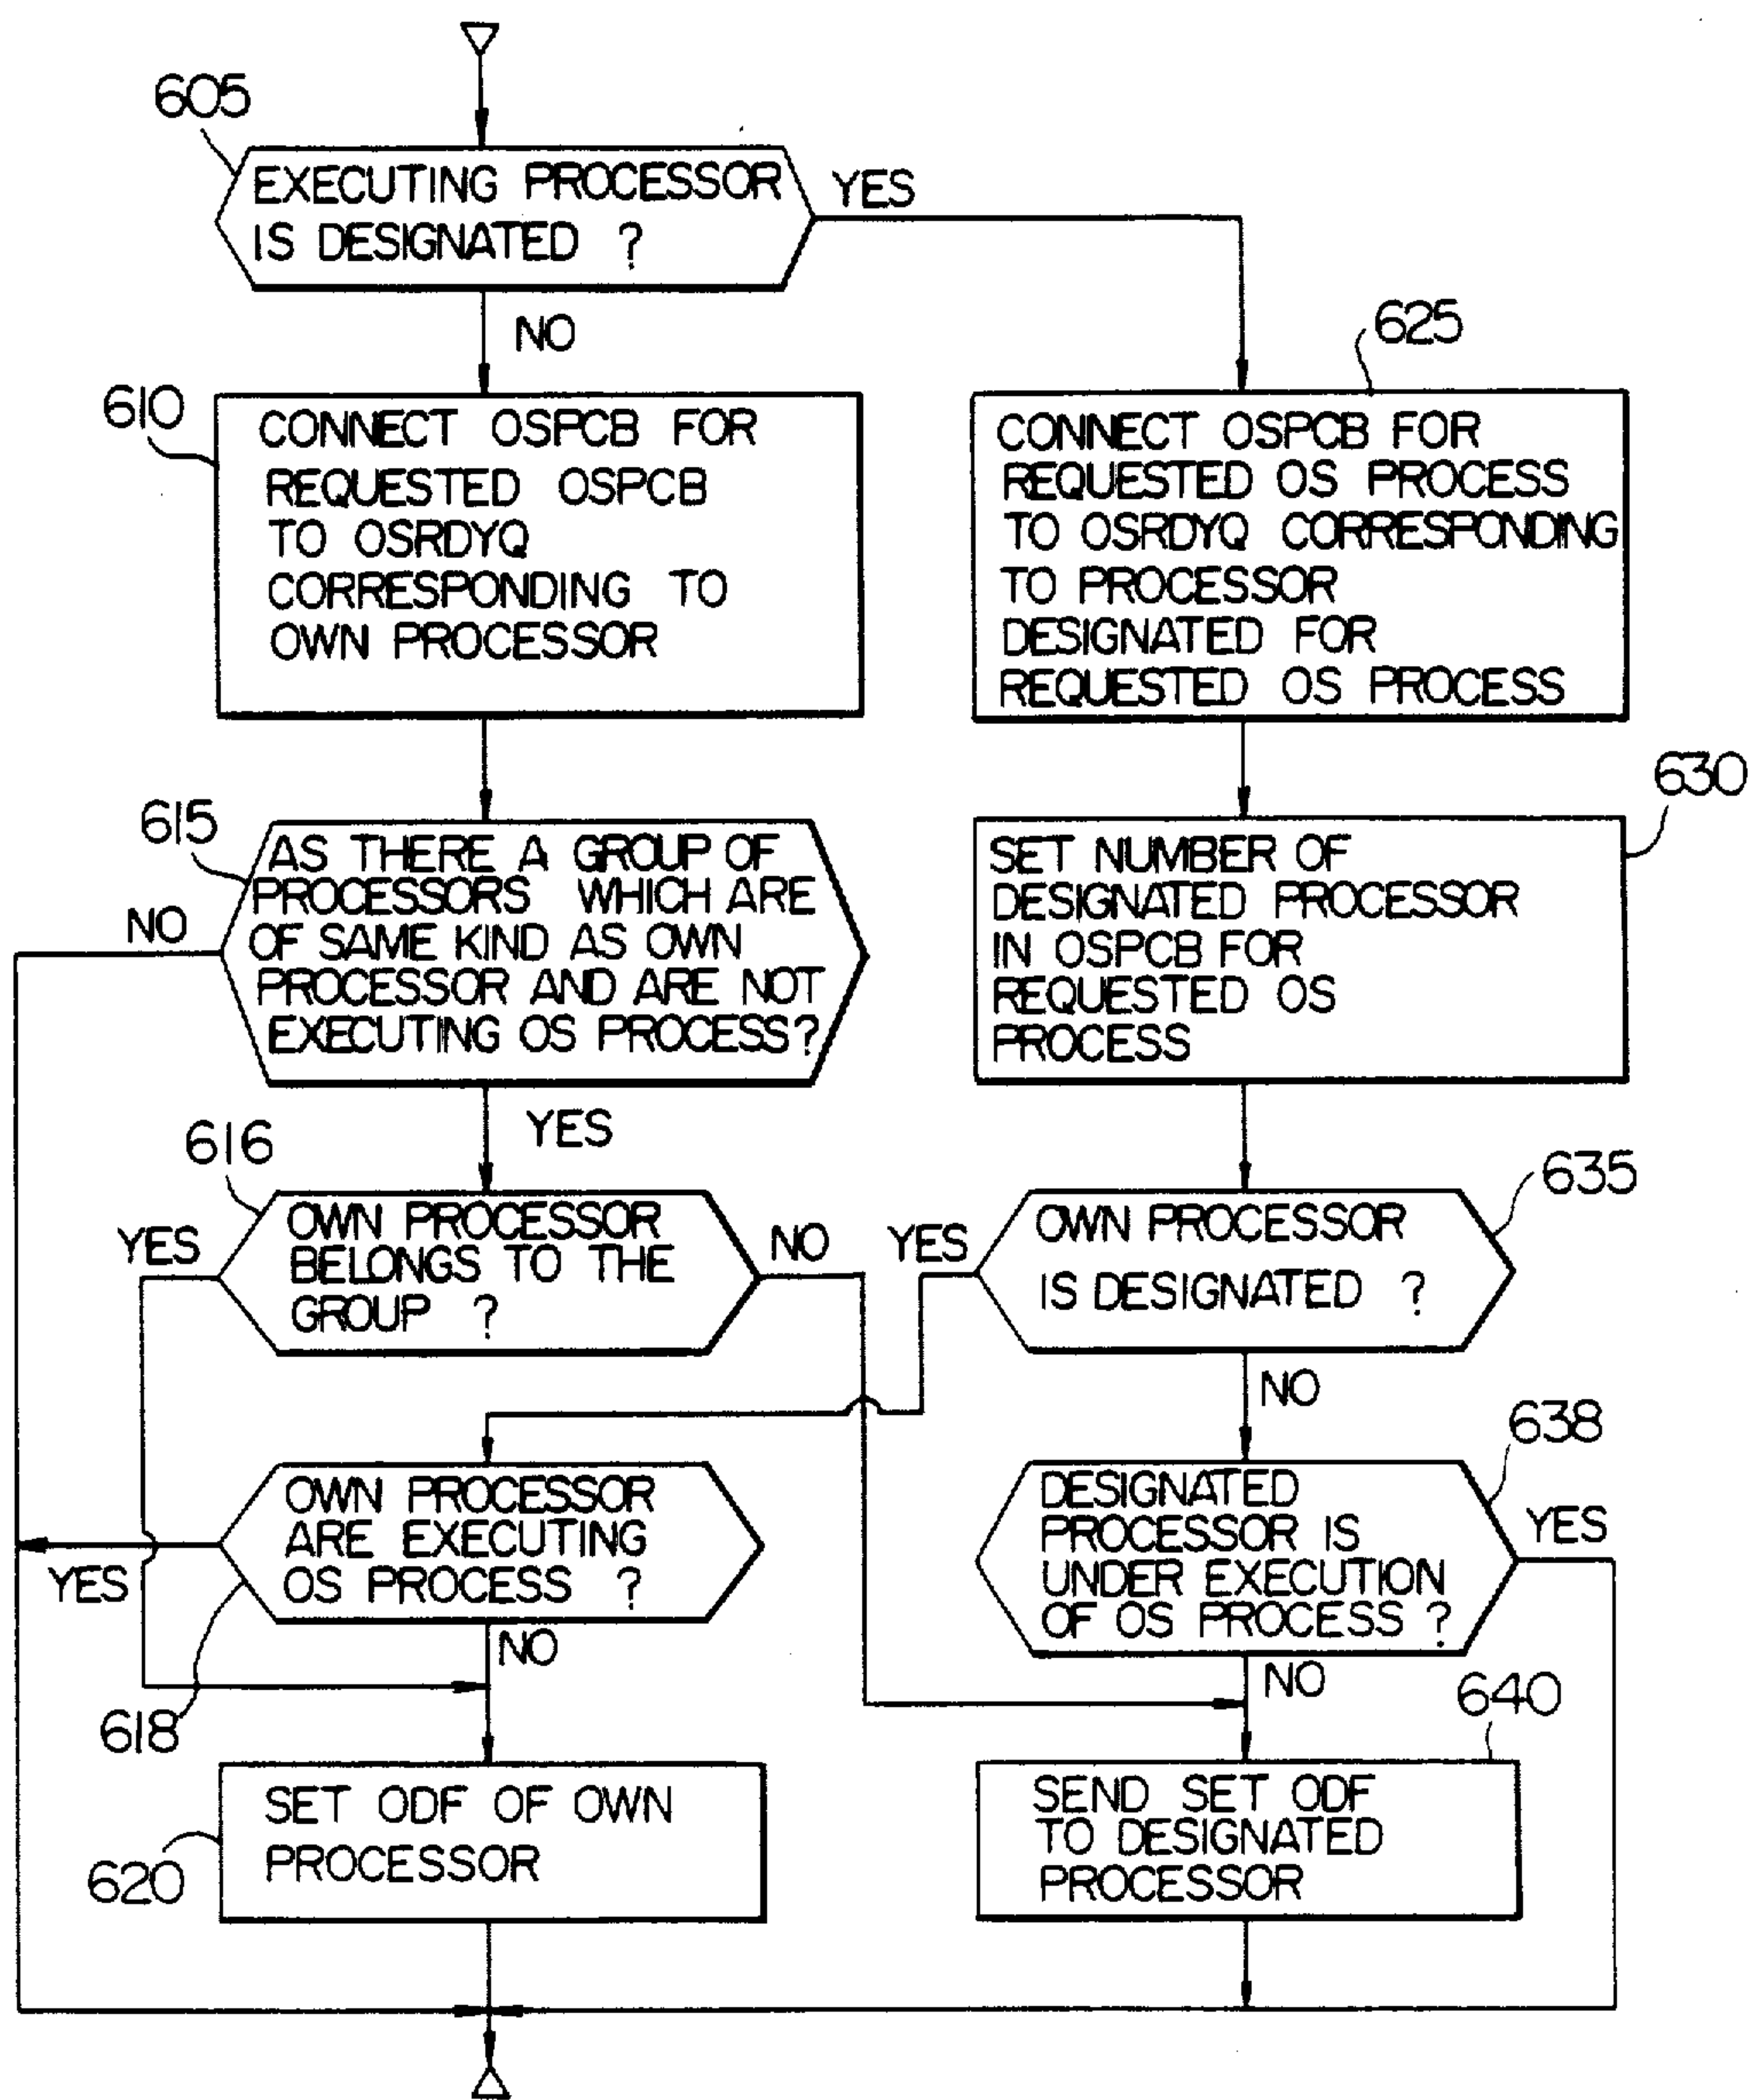 605
EXECUTING PROCESSOR
IS DESIGNATED ?
YES
NO
610
CONNECT OSPCB FOR
REQUESTED OSPCB
TO OSRDYQ
CORRESPONDING TO
OWN PROCESSOR
625
CONNECT OSPCB FOR
REQUESTED OS PROCESS
TO OSRDYQ CORRESPONDING
TO PROCESSOR
DESIGNATED FOR
REQUESTED OS PROCESS
615
AS THERE A GROUP OF
PROCESSORS WHICH ARE
OF SAME KIND AS OWN
PROCESSOR AND ARE NOT
EXECUTING OS PROCESS?
NO
YES
630
SET NUMBER OF
DESIGNATED PROCESSOR
IN OSPCB FOR
REQUESTED OS
PROCESS
616
OWN PROCESSOR
BELONGS TO THE
GROUP ?
YES
NO
635
OWN PROCESSOR
IS DESIGNATED ?
YES
NO
618
OWN PROCESSOR
ARE EXECUTING
OS PROCESS ?
YES
NO
638
DESIGNATED
PROCESSOR IS
UNDER EXECUTION
OF OS PROCESS ?
YES
NO
620
SET ODF OF OWN
PROCESSOR
640
SEND SET ODF
TO DESIGNATED
PROCESSOR